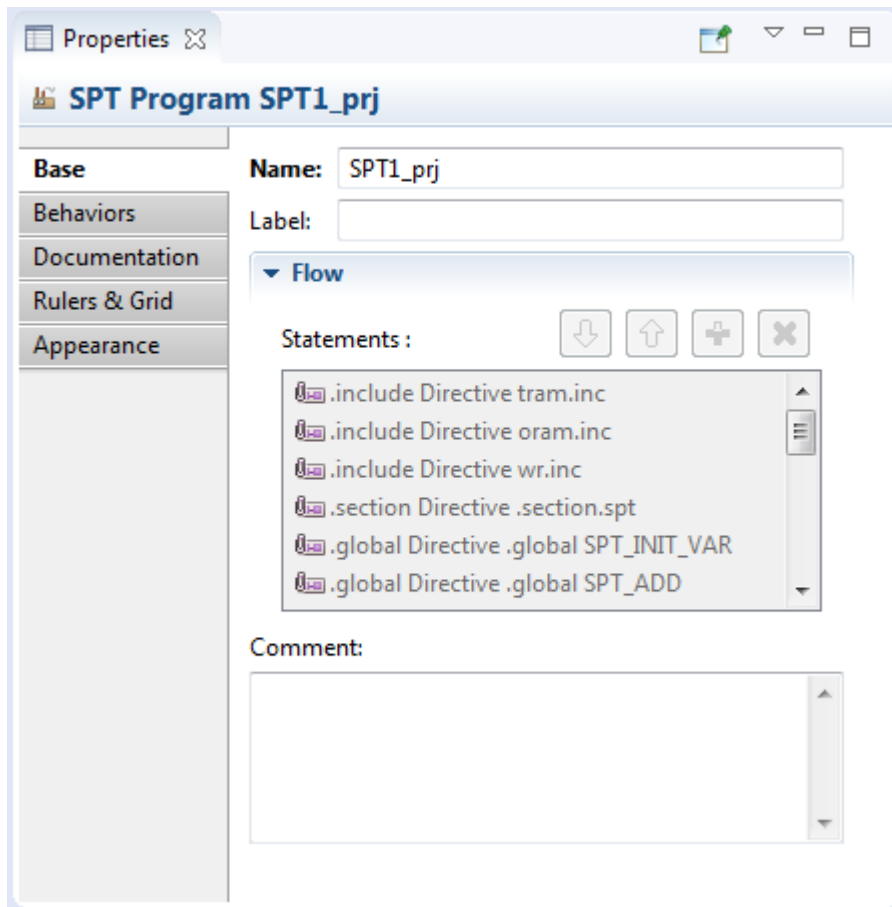 Properties
SPT Program SPT1_prj
Base
Behaviors
Documentation
Rulers & Grid
Appearance
Name: SPT1_prj
Label:
Flow
Statements :
.include Directive tram.inc
.include Directive oram.inc
.include Directive wr.inc
.section Directive .section.spt
.global Directive .global SPT_INIT_VAR
.global Directive .global SPT_ADD
Comment: